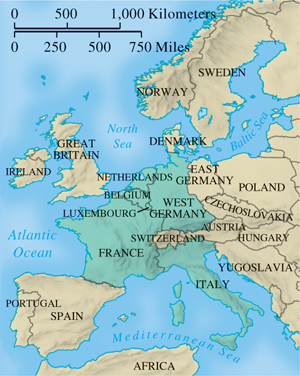 0 500 1,000 Kilometers
0 250 500 750 Miles
SWEDEN
NORWAY
North
Sea
Baltic Sea
DENMARK
GREAT
BRITAIN
IRELAND
NETHERLANDS
EAST
GERMANY
POLAND
BELGIUM
WEST
GERMANY
CZECHOSLOVAKIA
LUXEMBOURG
Atlantic
Ocean
AUSTRIA
SWITZERLAND
HUNGARY
FRANCE
YUGOSLAVIA
ITALY
PORTUGAL
SPAIN
Mediterranean Sea
AFRICA